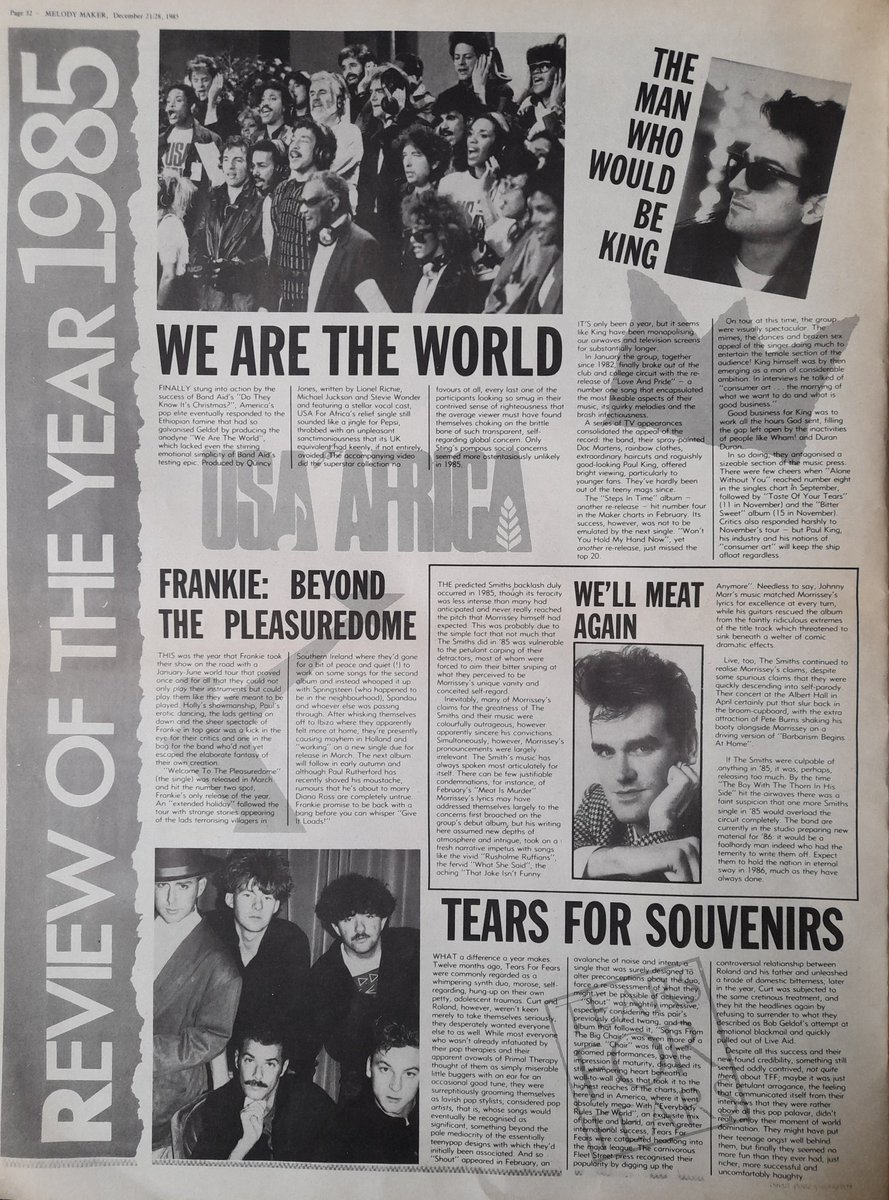 Page 32 – MELODY MAKER, December 21/28, 1985
REVIEW OF THE YEAR 1985
WE ARE THE WORLD
FINALLY stung into action by the
success of Band Aid's "Do They
Know It's Christmas?", America's
pop elite eventually responded to the
Ethiopian famine that had so
galvanised Geldof by producing the
anodyne "We Are The World",
which lacked even the stirring
emotional simplicity of Band Aid's
testing epic. Produced by Quincy
Jones, written by Lionel Richie,
Michael Jackson and Stevie Wonder
and featuring a stellar vocal cast,
USA For Africa's relief single still
sounded like a jingle for Pepsi,
throbbed with an unpleasant
sanctimoniousness that its UK
equivalent had keenly, if not entirely
avoided. The accompanying video
did the superstar collection no
favours at all, every last one of the
participants looking so smug in their
contrived sense of righteousness that
the average viewer must have found
themselves choking on the brittle
bone of such transparent, self-
regarding global concern. Only
Sting's pompous social concerns
seemed more ostentatiously unlikely
in 1985.
USA AFRICA
THE
MAN
WHO
WOULD
BE
KING
IT'S only been a year, but it seems
like King have been monopolising
our airwaves and television screens
for substantially longer.
In January the group, together
since 1982, finally broke out of the
club and college circuit with the re-
release of "Love And Pride" – a
number one song that encapsulated
the most likeable aspects of their
music, its quirky melodies and the
brash infectiousness.
A series of TV appearances
consolidated the appeal of the
record: the band, their spray-painted
Doc Martens, rainbow clothes,
extraordinary haircuts and roguishly
good-looking Paul King, offered
bright viewing, particularly to
younger fans. They've hardly been
out of the teeny mags since.
The "Steps In Time" album –
another re-release – hit number four
in the Maker charts in February. Its
success, however, was not to be
emulated by the next single. "Won't
You Hold My Hand Now", yet
another re-release, just missed the
top 20.
On tour at this time, the group
were visually spectacular. The
mimes, the dances and brazen sex
appeal of the singer doing much to
entertain the female section of the
audience! King himself was by then
emerging as a man of considerable
ambition. In interviews he talked of
"consumer art . . . the marrying of
what we want to do and what is
good business."
Good business for King was to
work all the hours God sent, filling
the gap left open by the inactivities
of people like Wham! and Duran
Duran.
In so doing, they antagonised a
sizeable section of the music press.
There were few cheers when "Alone
Without You" reached number eight
in the singles chart in September,
followed by "Taste Of Your Tears"
(11 in November) and the "Bitter
Sweet" album (15 in November).
Critics also responded harshly to
November's tour – but Paul King,
his industry and his nations of
"consumer art" will keep the ship
afloat regardless.
FRANKIE: BEYOND
THE PLEASUREDOME
THIS was the year that Frankie took
their show on the road with a
January-June world tour that proved
once and for all that they could not
only play their instruments but could
play them like they were meant to be
played. Holly's showmanship, Paul's
erotic dancing, the lads getting on
down and the sheer spectacle of
Frankie in top gear was a kick in the
eye for their critics and one in the
bag for the band who'd not yet
escaped the elaborate fantasy of
their own creation.
"Welcome To The Pleasuredome"
(the single) was released in March
and hit the number two spot,
Frankie's only release of the year.
An "extended holiday" followed the
tour with strange stories appearing
of the lads terrorising villagers in
Southern Ireland where they'd gone
for a bit of peace and quiet (!) to
work on some songs for the second
album and instead whooped it up
with Springsteen (who happened to
be in the neighbourhood), Spandau
and whoever else was passing
through. After whisking themselves
off to Ibiza where they apparently
felt more at home, they're presently
causing mayhem in Holland and
"working" on a new single due for
release in March. The next album
will follow in early autumn and
although Paul Rutherford has
recently shaved his moustache,
rumours that he's about to marry
Diana Ross are completely untrue.
Frankie promise to be back with a
bang before you can whisper "Give
It Loads!"
WE'LL MEAT
AGAIN
THE predicted Smiths backlash duly
occurred in 1985, though its ferocity
was less intense than many had
anticipated and never really reached
the pitch that Morrissey himself had
expected. This was probably due to
the simple fact that not much that
The Smiths did in '85 was vulnerable
to the petulant carping of their
detractors, most of whom were
forced to aim their bitter sniping at
what they perceived to be
Morrissey's unique vanity and
conceited self-regard.
Inevitably, many of Morrissey's
claims for the greatness of The
Smiths and their music were
colourfully outrageous, however
apparently sincere his convictions.
Simultaneously, however, Morrissey's
pronouncements were largely
irrelevant. The Smith's music has
always spoken most articulately for
itself. There can be few justifiable
condemnations, for instance, of
February's "Meat Is Murder".
Morrissey's lyrics may have
addressed themselves largely to the
concerns first broached on the
group's debut album, but his writing
here assumed new depths of
atmosphere and intrigue, took on a
fresh narrative impetus with songs
like the vivid "Rusholme Ruffians",
the fervid "What She Said", the
aching "That Joke Isn't Funny
Anymore". Needless to say, Johnny
Marr's music matched Morrissey's
lyrics for excellence at every turn,
while his guitars rescued the album
from the faintly ridiculous extremes
of the title track which threatened to
sink beneath a welter of comic
dramatic effects.
Live, too, The Smiths continued to
realise Morrissey's claims, despite
some spurious claims that they were
quickly descending into self-parody.
Their concert at the Albert Hall in
April certainly put that slur back in
the broom-cupboard, with the extra
attraction of Pete Burns shaking his
booty alongside Morrissey on a
driving version of "Barbarism Begins
At Home".
If The Smiths were culpable of
anything in '85, it was, perhaps,
releasing too much. By the time
"The Boy With The Thorn In His
Side" hit the airwaves there was a
faint suspicion that one more Smiths
single in '85 would overload the
circuit completely. The band are
currently in the studio preparing new
material for '86: it would be a
foolhardy man indeed who had the
temerity to write them off. Expect
them to hold the nation in eternal
sway in 1986, much as they have
always done.
TEARS FOR SOUVENIRS
WHAT a difference a year makes.
Twelve months ago, Tears For Fears
were commonly regarded as a
whimpering synth duo, morose, self-
regarding, hung-up on their own
petty, adolescent traumas. Curt and
Roland, however, weren't keen
merely to take themselves seriously,
they desperately wanted everyone
else to as well. While most everyone
who wasn't already infatuated by
their pop therapies and their
apparent avowals of Primal Therapy
thought of them as simply miserable
little buggers with an ear for an
occasional good tune, they were
surreptitiously grooming themselves
as lavish pop stylists, considered pop
artists, that is, whose songs would
eventually be recognised as
significant, something beyond the
pale mediocrity of the essentially
teenypop designs with which they'd
initially been associated. And so
"Shout" appeared in February, an
avalanche of noise and intent, a
single that was surely designed to
alter preconceptions about the duo,
force a re-assessment of what they
might yet be possible of achieving.
"Shout" was mightily impressive,
especially considering this pair's
previously diluted twang, and the
album that followed it, "Songs From
The Big Chair" was even more of a
surprise. "Chair" was full of well-
groomed performances, gave an
impression of maturity, disguised its
often whimpering heart beneath a
wall-to-wall gloss that took it to the
highest reaches of the charts, both
here and in America, where it went
absolutely mega. With "Everybody
Rules The World", an exquisite mix
of bathe and bland, an even greater
international success, Tears For
Fears were catapulted headlong into
the major league. The carnivorous
Fleet Street press recognised their
popularity by digging up the
controversial relationship between
Roland and his father and unleashed
a tirade of domestic bitterness; later
in the year, Curt was subjected to
the same cretinous treatment, and
they hit the headlines again by
refusing to surrender to what they
described as Bob Geldof's attempt at
emotional blackmail and quickly
pulled out of Live Aid.
Despite all this success and their
new-found credibility, something still
seemed oddly contrived, not quite
there about TFF; maybe it was just
their petulant arrogance, the feeling
communicated itself from their
interviews that they were rather
above all this pop palavar, didn't
really enjoy their moment of world
domination. They might have put
their teenage angst well behind
them, but finally they seemed no
more fun than they ever had, just
richer, more successful and
uncomfortably haughty.